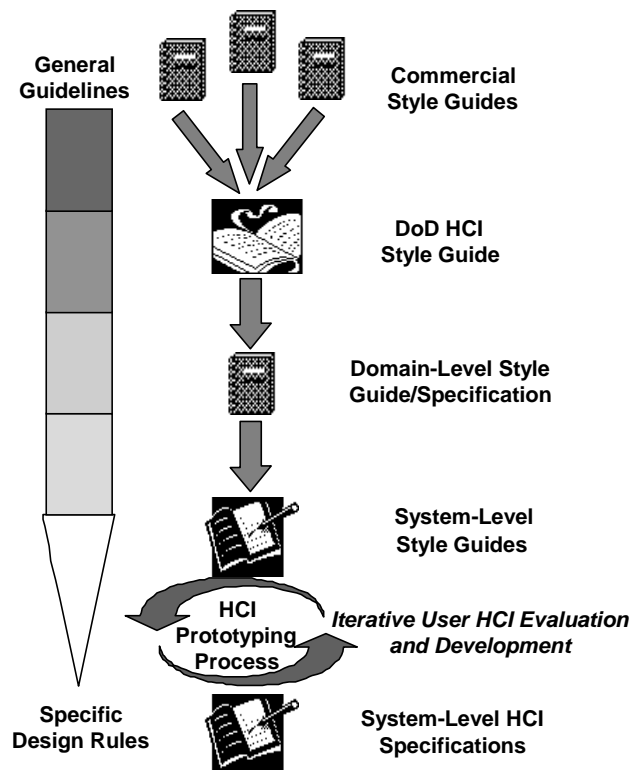 General
Guidelines
Commercial
Style Guides
DoD HCI
Style Guide
Domain-Level Style
Guide/Specification
System-Level
Style Guides
HCI
Prototyping
Process
Iterative User HCI Evaluation
and Development
Specific
Design Rules
System-Level HCI
Specifications